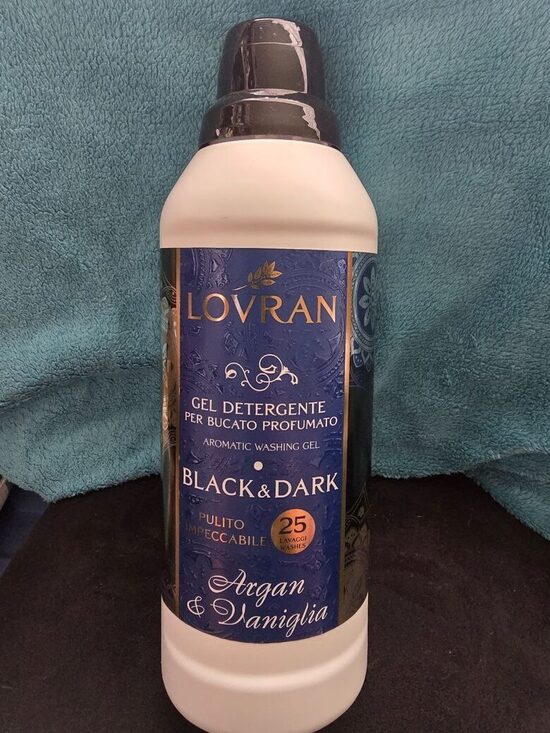 LOVRAN
GEL DETERGENTE
PER BUCATO PROFUMATO
AROMATIC WASHING GEL
BLACK&DARK
PULITO
IMPECCABILE
25
LAVAGGI
WASHES
Argan
& Vaniglia